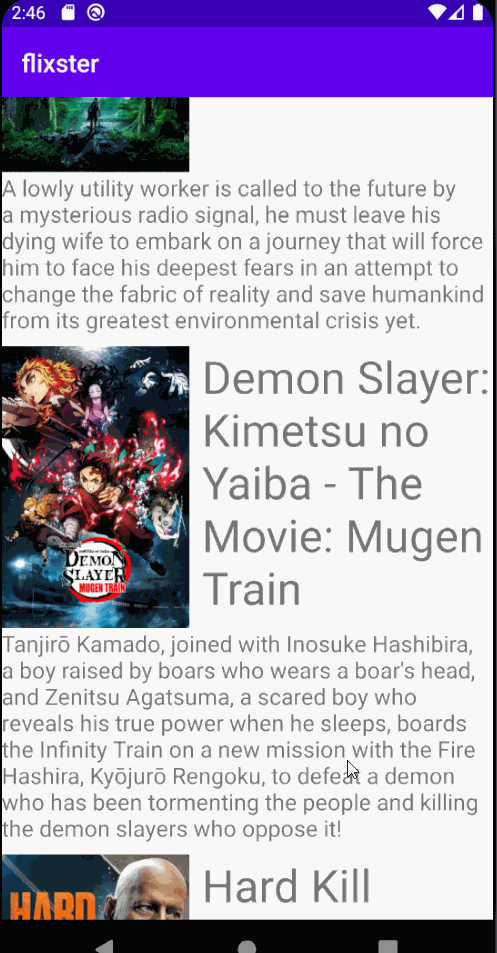 2:46
flixster
A lowly utility worker is called to the future by
a mysterious radio signal, he must leave his
dying wife to embark on a journey that will force
him to face his deepest fears in an attempt to
change the fabric of reality and save humankind
from its greatest environmental crisis yet.
Demon Slayer:
Kimetsu no
Yaiba - The
Movie: Mugen
Train
DEMON
SLAYER
MUGEN TRAIN
Tanjirō Kamado, joined with Inosuke Hashibira,
a boy raised by boars who wears a boar's head,
and Zenitsu Agatsuma, a scared boy who
reveals his true power when he sleeps, boards
the Infinity Train on a new mission with the Fire
Hashira, Kyōjurō Rengoku, to defeat a demon
who has been tormenting the people and killing
the demon slayers who oppose it!
HARD
Hard Kill